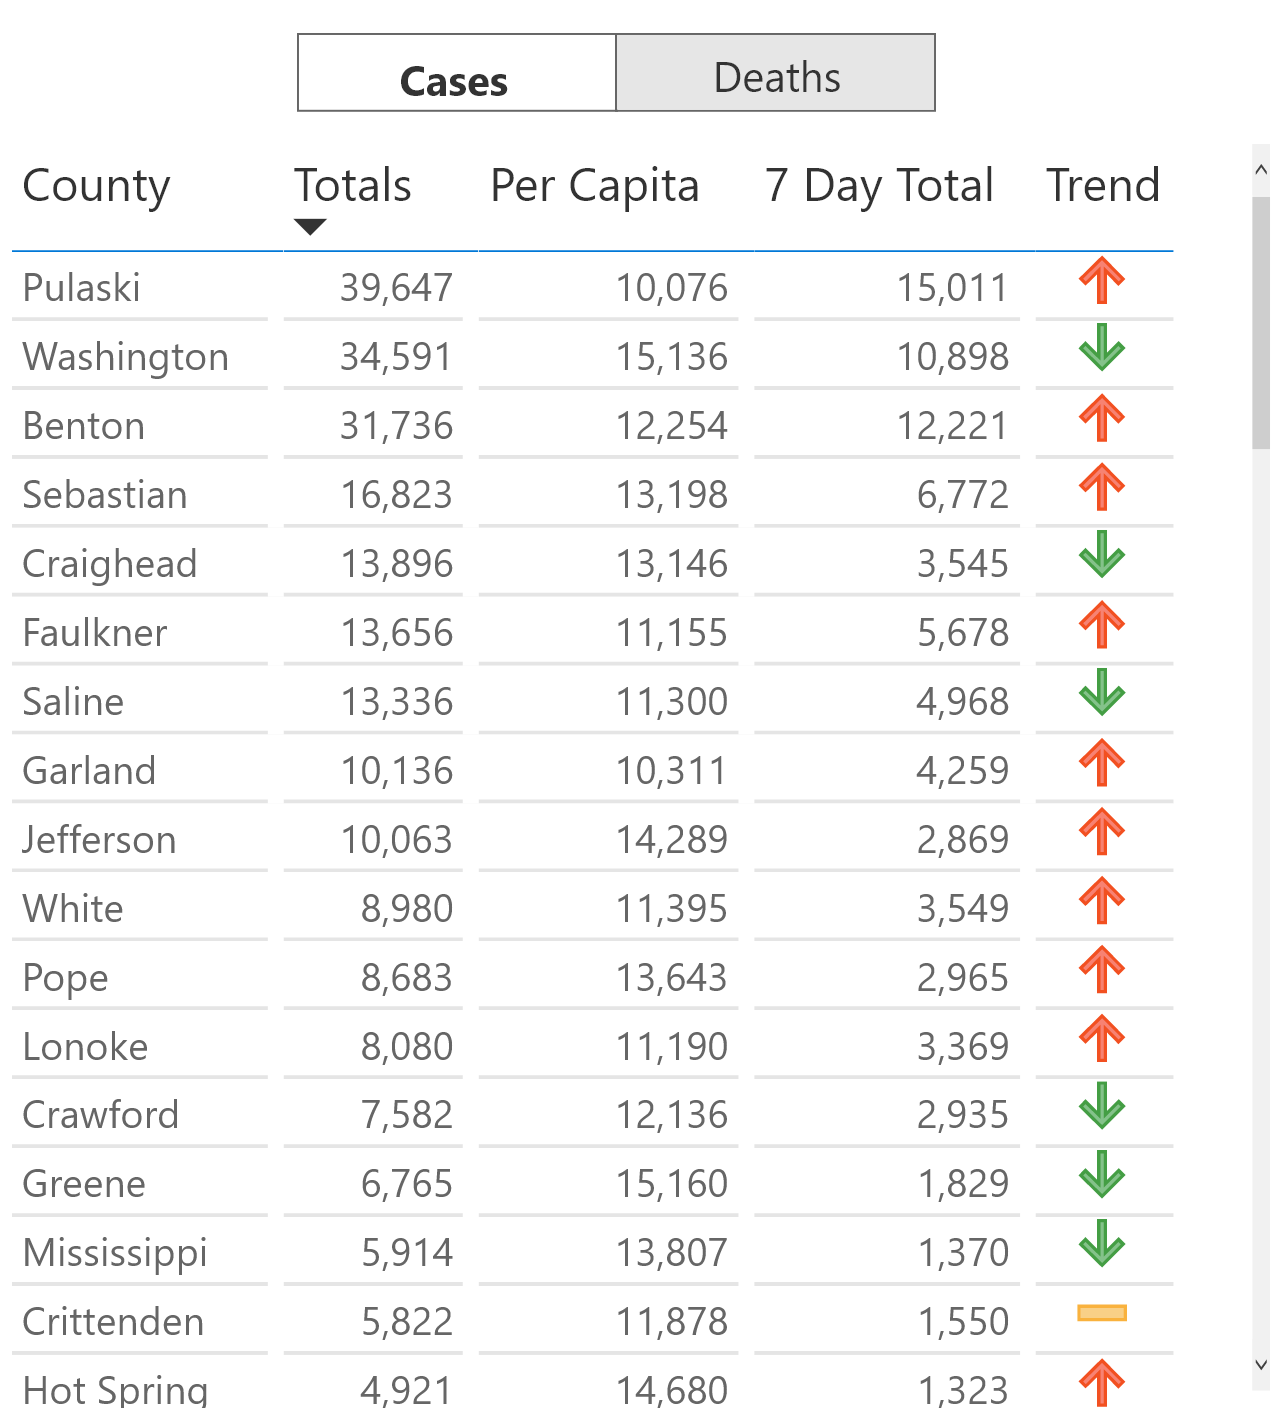 Cases Deaths
County Totals Per Capita 7 Day Total Trend
Pulaski 39,647 10,076 15,011
Washington 34,591 15,136 10,898
Benton 31,736 12,254 12,221
Sebastian 16,823 13,198 6,772
Craighead 13,896 13,146 3,545
Faulkner 13,656 11,155 5,678
Saline 13,336 11,300 4,968
Garland 10,136 10,311 4,259
Jefferson 10,063 14,289 2,869
White 8,980 11,395 3,549
Pope 8,683 13,643 2,965
Lonoke 8,080 11,190 3,369
Crawford 7,582 12,136 2,935
Greene 6,765 15,160 1,829
Mississippi 5,914 13,807 1,370
Crittenden 5,822 11,878 1,550
Hot Spring 4,921 14,680 1,323